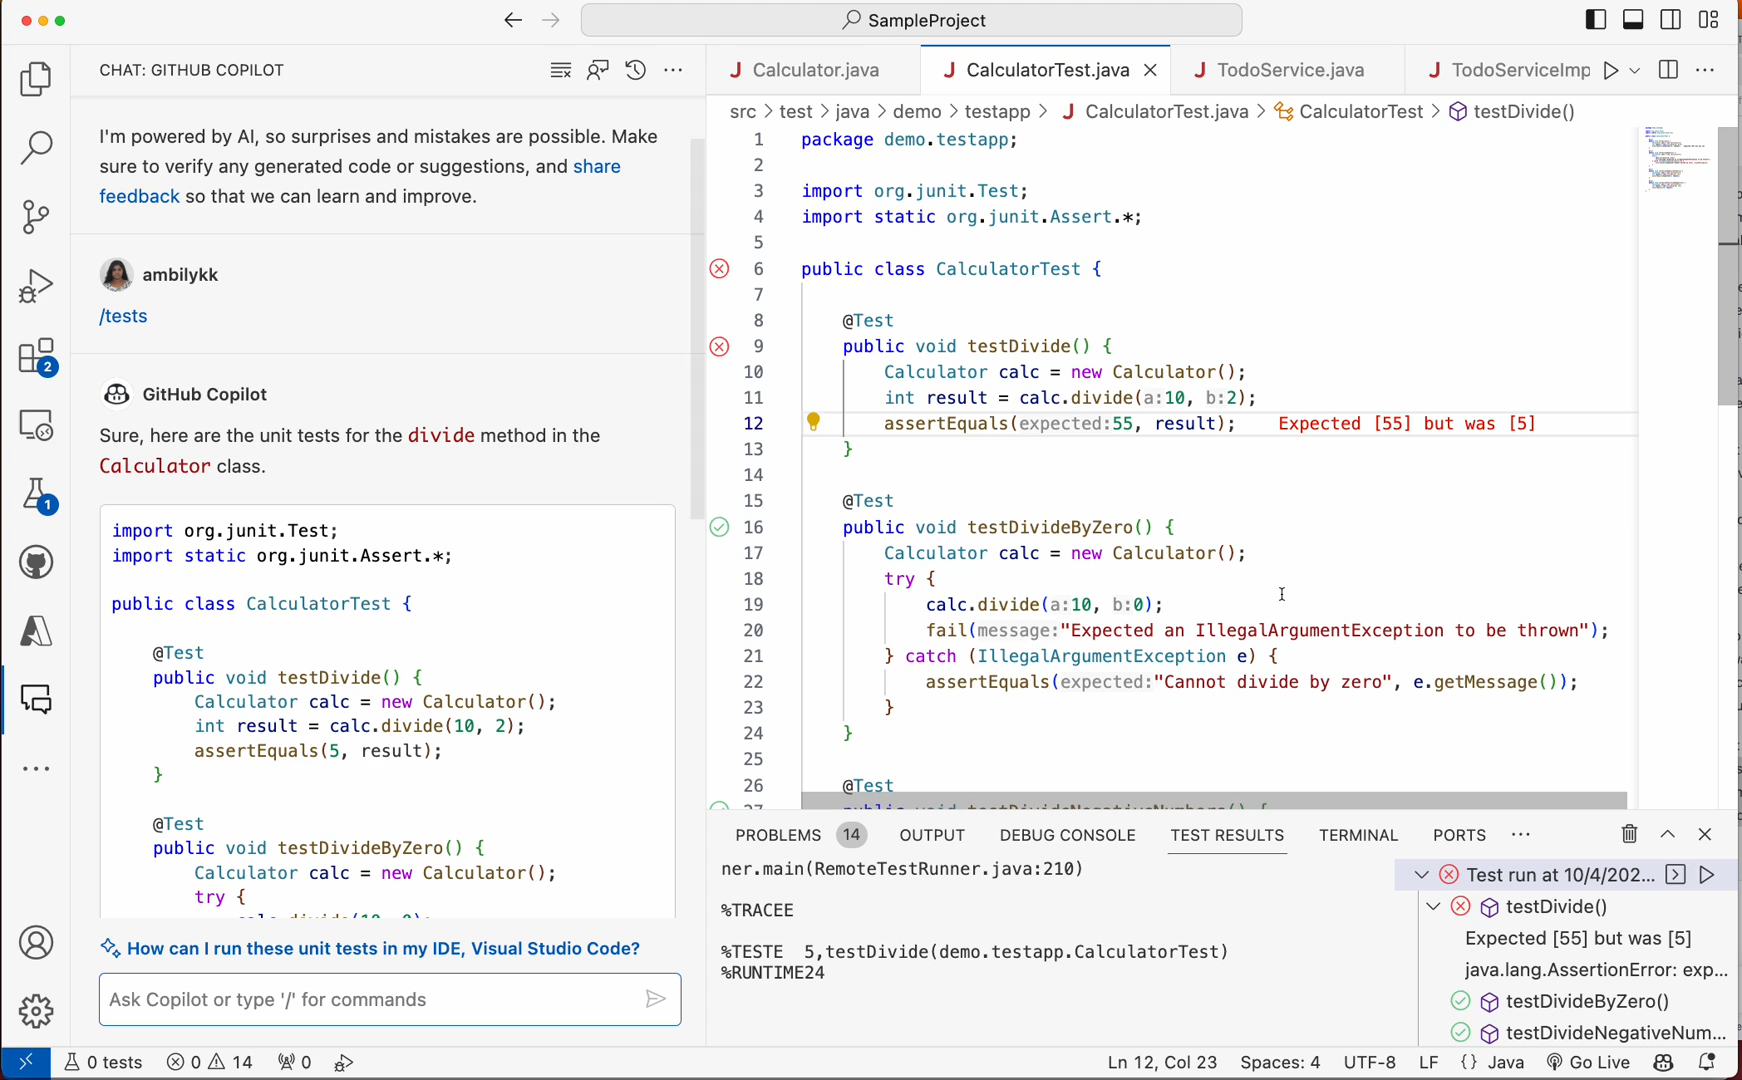 SampleProject
CHAT: GITHUB COPILOT
I'm powered by AI, so surprises and mistakes are possible. Make
sure to verify any generated code or suggestions, and share
feedback so that we can learn and improve.
ambilykk
/tests
GitHub Copilot
Sure, here are the unit tests for the divide method in the
Calculator class.
import org.junit.Test;
import static org.junit.Assert.*;
public class CalculatorTest {
@Test
public void testDivide() {
Calculator calc = new Calculator();
int result = calc.divide(10, 2);
assertEquals(5, result);
}
@Test
public void testDivideByZero() {
Calculator calc = new Calculator();
try {
calc.divide(10, 0);
How can I run these unit tests in my IDE, Visual Studio Code?
Ask Copilot or type '/' for commands
2
1
Calculator.java
CalculatorTest.java
TodoService.java
TodoServiceImp
src > test > java > demo > testapp > CalculatorTest.java > CalculatorTest > testDivide()
1 package demo.testapp;
2
3 import org.junit.Test;
4 import static org.junit.Assert.*;
5
6 public class CalculatorTest {
7
8 @Test
9 public void testDivide() {
10 Calculator calc = new Calculator();
11 int result = calc.divide(a:10, b:2);
12 assertEquals(expected:55, result); Expected [55] but was [5]
13 }
14
15 @Test
16 public void testDivideByZero() {
17 Calculator calc = new Calculator();
18 try {
19 calc.divide(a:10, b:0);
20 fail(message:"Expected an IllegalArgumentException to be thrown");
21 } catch (IllegalArgumentException e) {
22 assertEquals(expected:"Cannot divide by zero", e.getMessage());
23 }
24 }
25
26 @Test
27 public void testDivideNegativeNumbers() {
PROBLEMS 14 OUTPUT DEBUG CONSOLE TEST RESULTS TERMINAL PORTS
ner.main(RemoteTestRunner.java:210)
%TRACEE
%TESTE 5,testDivide(demo.testapp.CalculatorTest)
%RUNTIME24
Test run at 10/4/202...
testDivide()
Expected [55] but was [5]
java.lang.AssertionError: exp...
testDivideByZero()
testDivideNegativeNum...
0 tests 0 14 0 Ln 12, Col 23 Spaces: 4 UTF-8 LF {} Java Go Live